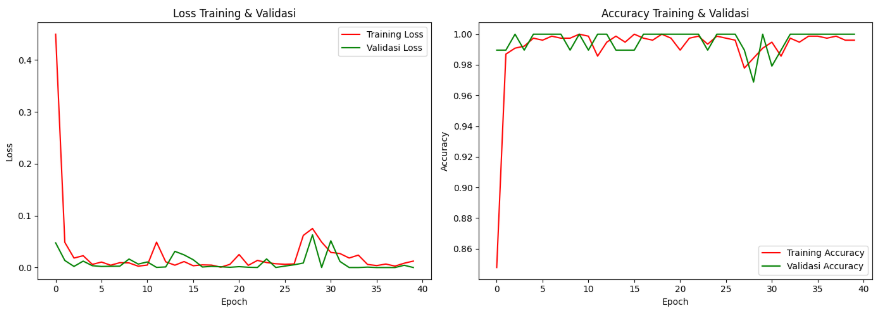 Loss Training & Validasi
Training Loss
Validasi Loss
0.4
0.3
0.2
0.1
0.0
Loss
0 5 10 15 20 25 30 35 40
Epoch
Accuracy Training & Validasi
1.00
0.98
0.96
0.94
0.92
0.90
0.88
0.86
Accuracy
Training Accuracy
Validasi Accuracy
0 5 10 15 20 25 30 35 40
Epoch